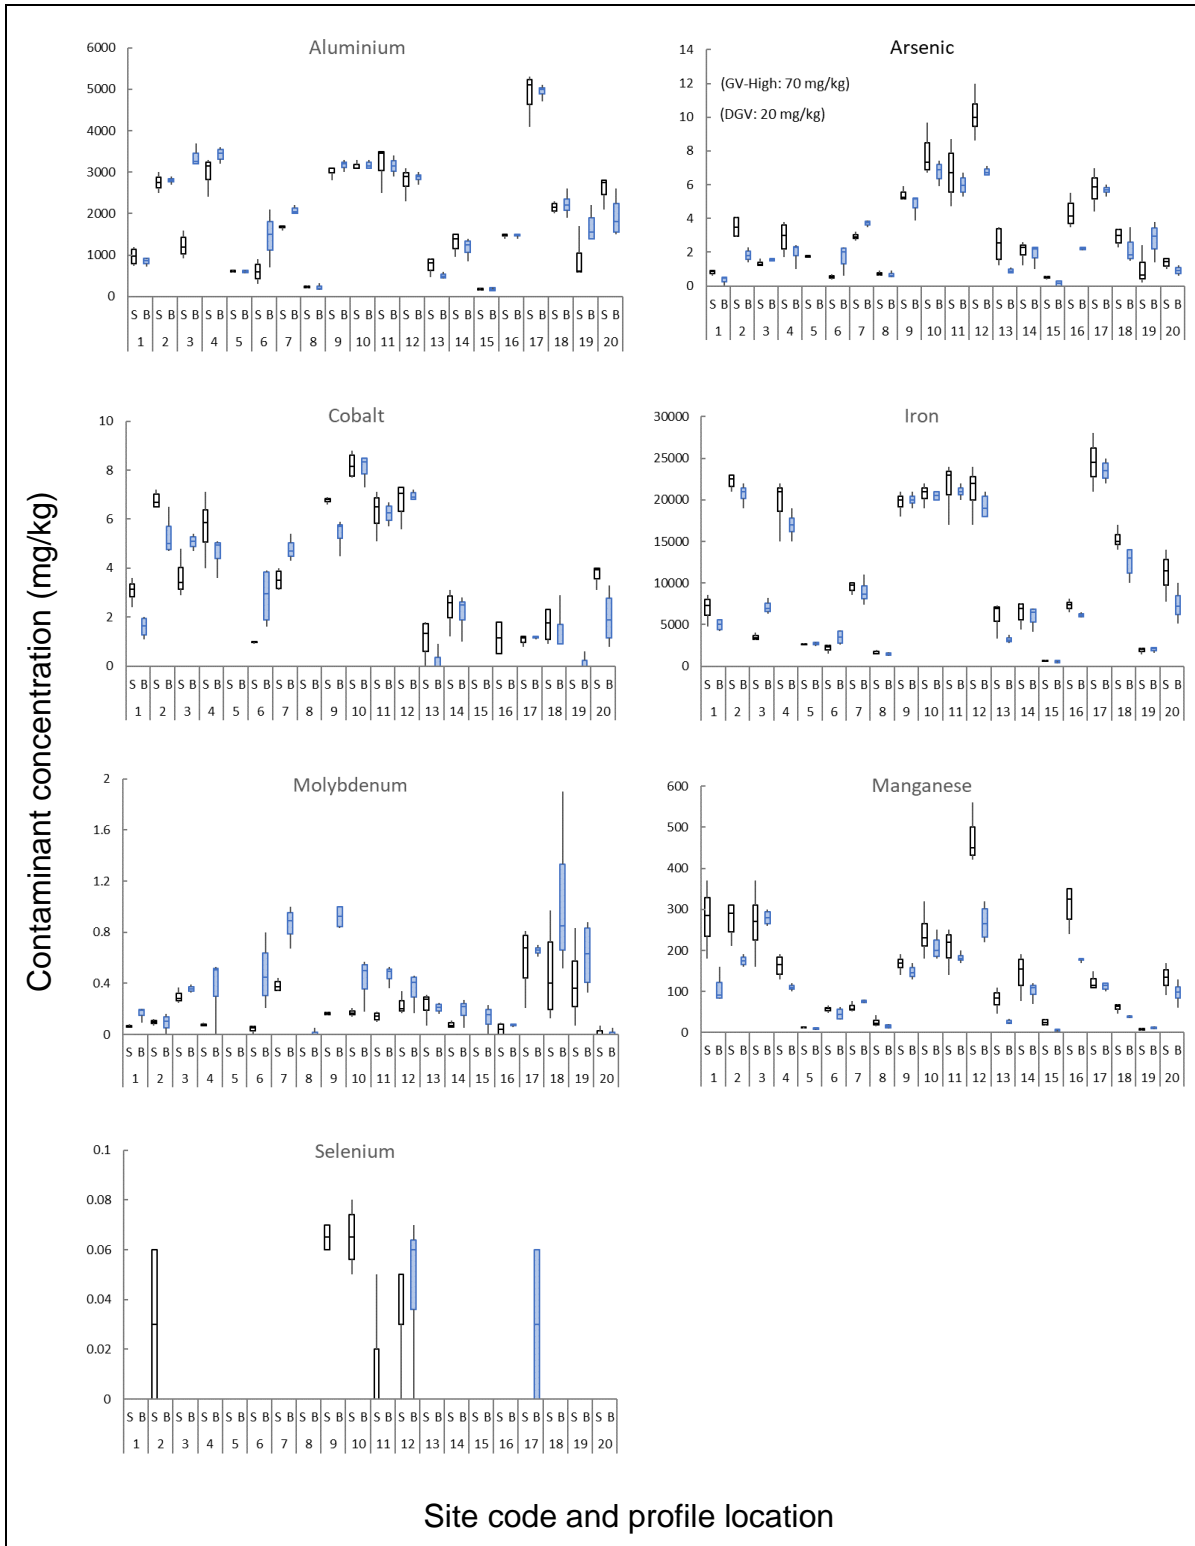 Contaminant concentration (mg/kg)
Aluminium
6000
5000
4000
3000
2000
1000
0
S B S B S B S B S B S B S B S B S B S B S B S B S B S B S B S B S B S B S B S B
1 2 3 4 5 6 7 8 9 10 11 12 13 14 15 16 17 18 19 20
Arsenic
(GV-High: 70 mg/kg)
(DGV: 20 mg/kg)
14
12
10
8
6
4
2
0
S B S B S B S B S B S B S B S B S B S B S B S B S B S B S B S B S B S B S B S B
1 2 3 4 5 6 7 8 9 10 11 12 13 14 15 16 17 18 19 20
Cobalt
10
8
6
4
2
0
S B S B S B S B S B S B S B S B S B S B S B S B S B S B S B S B S B S B S B S B
1 2 3 4 5 6 7 8 9 10 11 12 13 14 15 16 17 18 19 20
Iron
30000
25000
20000
15000
10000
5000
0
S B S B S B S B S B S B S B S B S B S B S B S B S B S B S B S B S B S B S B S B
1 2 3 4 5 6 7 8 9 10 11 12 13 14 15 16 17 18 19 20
Molybdenum
2
1.6
1.2
0.8
0.4
0
S B S B S B S B S B S B S B S B S B S B S B S B S B S B S B S B S B S B S B S B
1 2 3 4 5 6 7 8 9 10 11 12 13 14 15 16 17 18 19 20
Manganese
600
500
400
300
200
100
0
S B S B S B S B S B S B S B S B S B S B S B S B S B S B S B S B S B S B S B S B
1 2 3 4 5 6 7 8 9 10 11 12 13 14 15 16 17 18 19 20
Selenium
0.1
0.08
0.06
0.04
0.02
0
S B S B S B S B S B S B S B S B S B S B S B S B S B S B S B S B S B S B S B S B
1 2 3 4 5 6 7 8 9 10 11 12 13 14 15 16 17 18 19 20
Site code and profile location